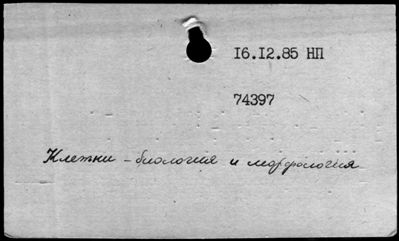 16.12.85 НП
74397
Клетки - биология и морфология